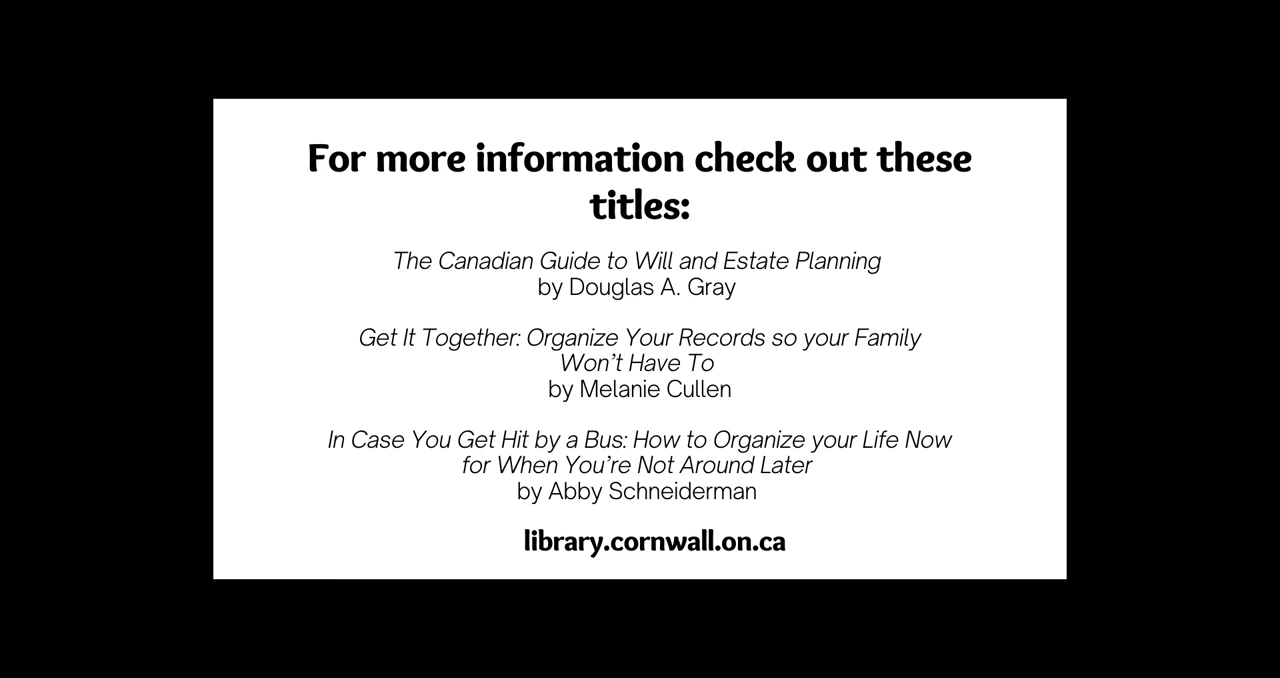 For more information check out these
titles:
The Canadian Guide to Will and Estate Planning
by Douglas A. Gray
Get It Together: Organize Your Records so your Family
Won’t Have To
by Melanie Cullen
In Case You Get Hit by a Bus: How to Organize your Life Now
for When You’re Not Around Later
by Abby Schneiderman
library.cornwall.on.ca